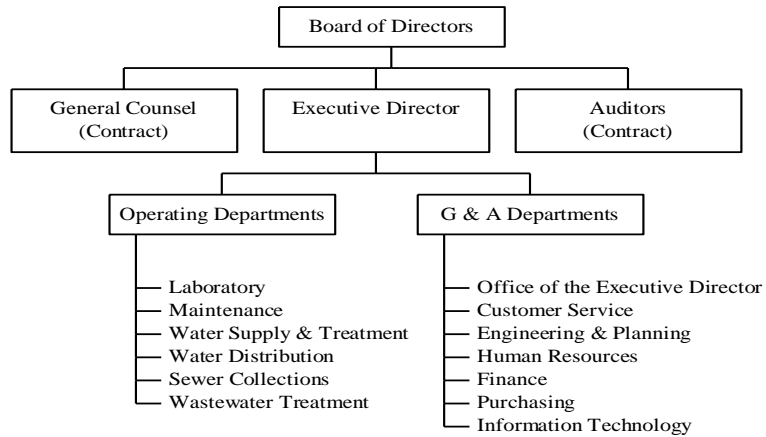 Board of Directors
General Counsel
(Contract)
Executive Director
Auditors
(Contract)
Operating Departments
G & A Departments
Laboratory
Maintenance
Water Supply & Treatment
Water Distribution
Sewer Collections
Wastewater Treatment
Office of the Executive Director
Customer Service
Engineering & Planning
Human Resources
Finance
Purchasing
Information Technology